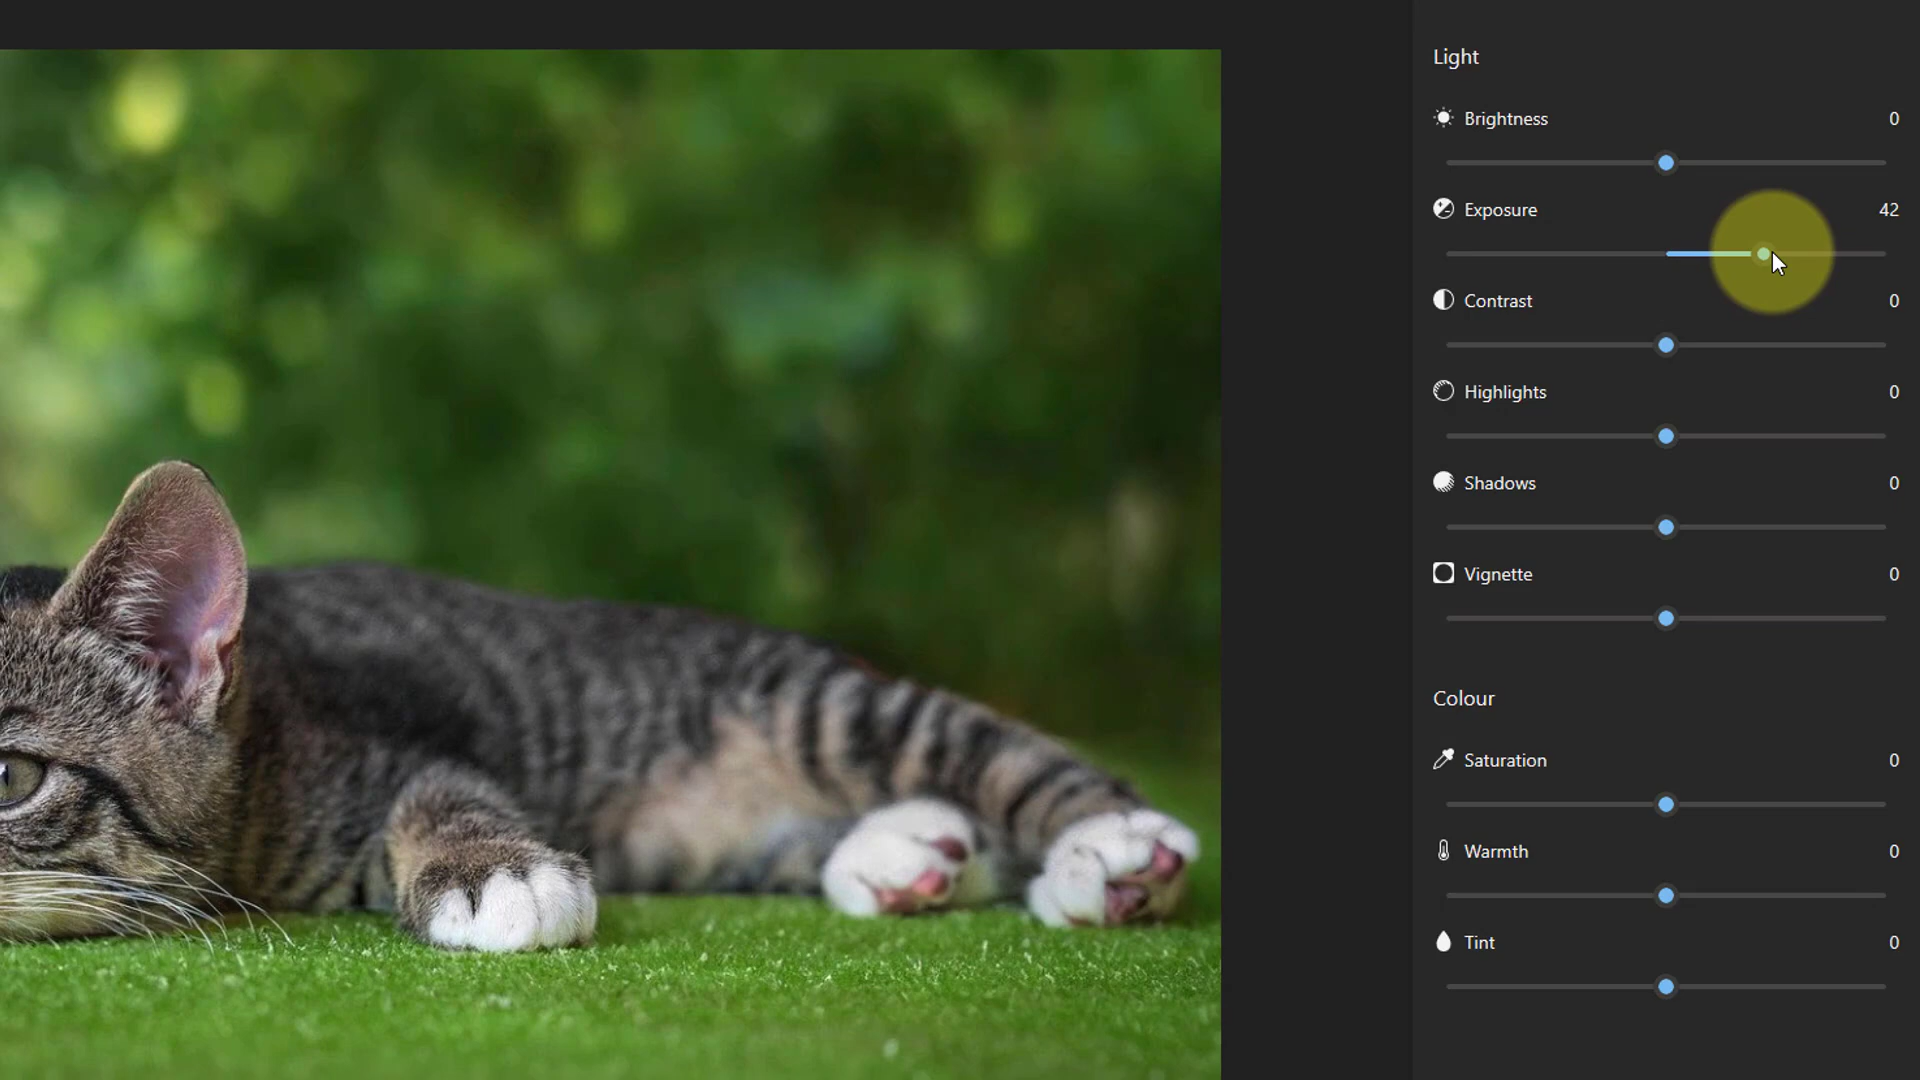 Light
Brightness 0
Exposure 42
Contrast 0
Highlights 0
Shadows 0
Vignette 0
Colour
Saturation 0
Warmth 0
Tint 0